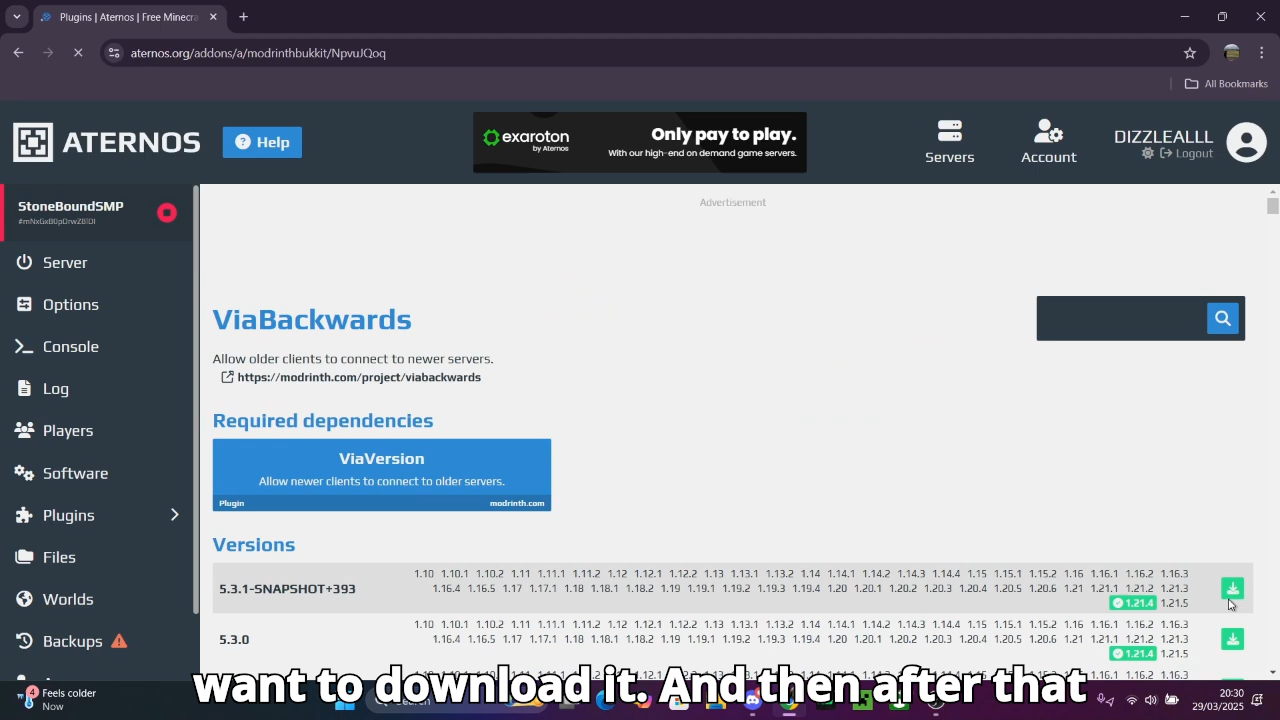 Plugins | Aternos | Free Minecra
aternos.org/addons/a/modrinthbukkit/NpvuJQoq
All Bookmarks
ATERNOS
Help
exaroton
by Aternos
Only pay to play.
With our high-end on demand game servers.
Servers
Account
DIZZLEALLL
Logout
StoneBoundSMP
Advertisement
Server
Options
Console
Log
Players
Software
Plugins
Files
Worlds
Backups
ViaBackwards
Allow older clients to connect to newer servers.
https://modrinth.com/project/viabackwards
Required dependencies
ViaVersion
Allow newer clients to connect to older servers.
Plugin
modrinth.com
Versions
5.3.1-SNAPSHOT+393
1.10 1.10.1 1.10.2 1.11 1.11.1 1.11.2 1.12 1.12.1 1.12.2 1.13 1.13.1 1.13.2 1.14 1.14.1 1.14.2 1.14.3 1.14.4 1.15 1.15.1 1.15.2 1.16 1.16.1 1.16.2 1.16.3
1.16.4 1.16.5 1.17 1.17.1 1.18 1.18.1 1.18.2 1.19 1.19.1 1.19.2 1.19.3 1.19.4 1.20 1.20.1 1.20.2 1.20.3 1.20.4 1.20.5 1.20.6 1.21 1.21.1 1.21.2 1.21.3
1.21.4 1.21.5
5.3.0
1.10 1.10.1 1.10.2 1.11 1.11.1 1.11.2 1.12 1.12.1 1.12.2 1.13 1.13.1 1.13.2 1.14 1.14.1 1.14.2 1.14.3 1.14.4 1.15 1.15.1 1.15.2 1.16 1.16.1 1.16.2 1.16.3
1.16.4 1.16.5 1.17 1.17.1 1.18 1.18.1 1.18.2 1.19 1.19.1 1.19.2 1.19.3 1.19.4 1.20 1.20.1 1.20.2 1.20.3 1.20.4 1.20.5 1.20.6 1.21 1.21.1 1.21.2 1.21.3
1.21.4 1.21.5
want to download it. And then after that
4
Feels colder
Now
Search
20:30
29/03/2025